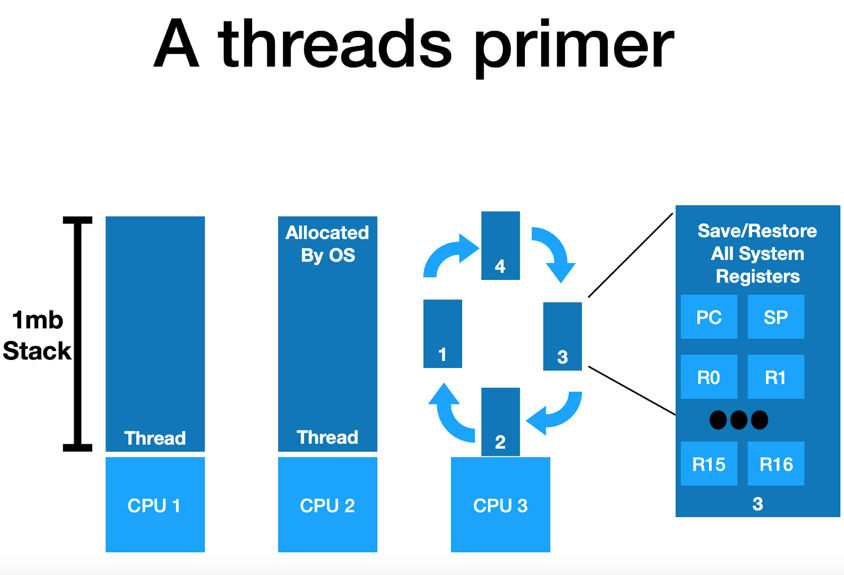 A threads primer
1mb
Stack
Thread
CPU 1
Allocated
By OS
Thread
CPU 2
4
1
3
2
CPU 3
Save/Restore
All System
Registers
PC
SP
R0
R1
R15
R16
3